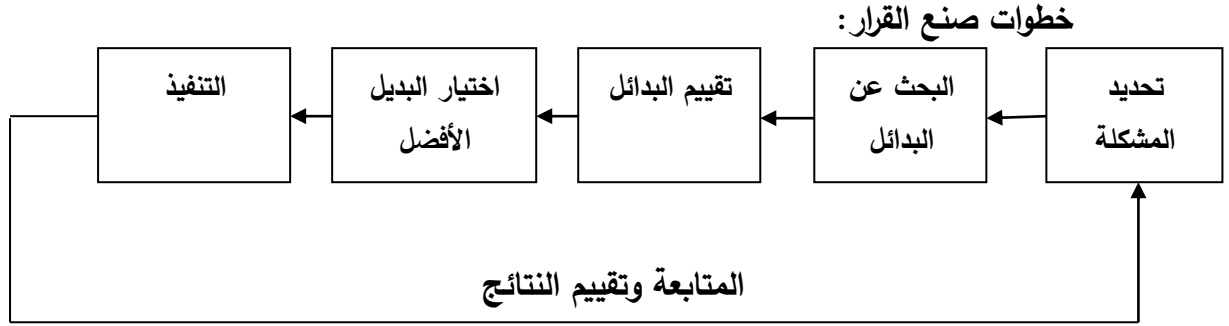 خطوات صنع القرار:
تحديد
المشكلة
البحث عن
البدائل
تقييم البدائل
اختيار البديل
الأفضل
التنفيذ
المتابعة وتقييم النتائج